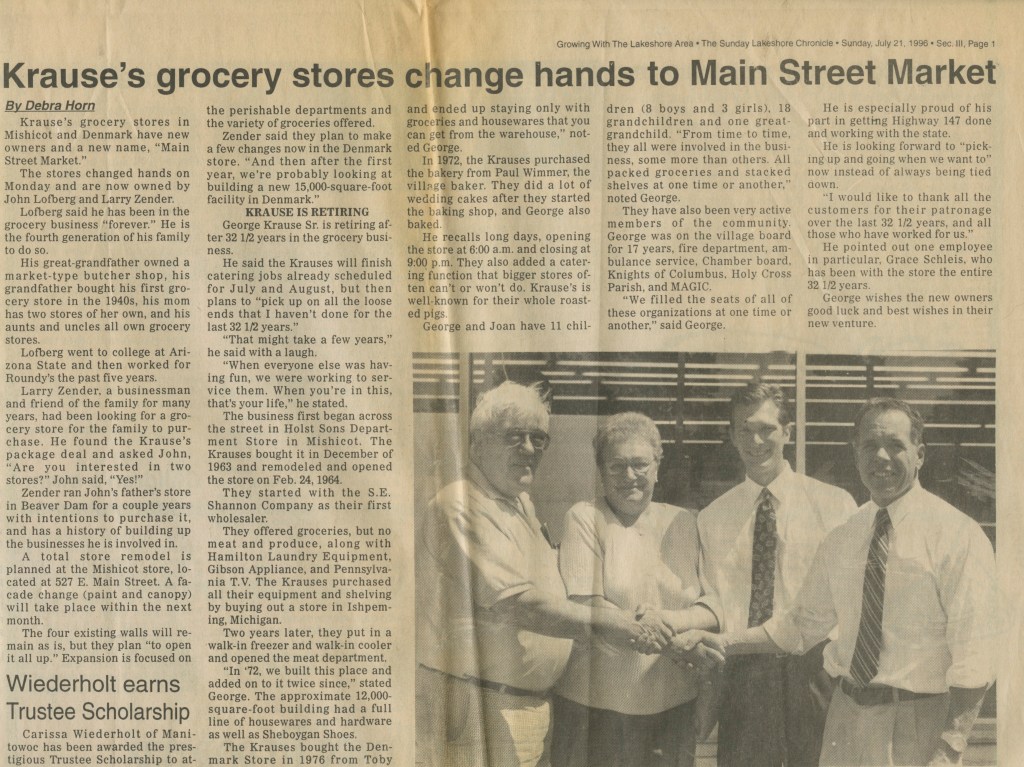 Growing With The Lakeshore Area • The Sunday Lakeshore Chronicle • Sunday, July 21, 1996 • Sec. III, Page 1
Krause's grocery stores change hands to Main Street Market
By Debra Horn
Krause's grocery stores in
Mishicot and Denmark have new
owners and a new name, "Main
Street Market."
The stores changed hands on
Monday and are now owned by
John Lofberg and Larry Zender.
Lofberg said he has been in the
grocery business "forever." He is
the fourth generation of his family
to do so.
His great-grandfather owned a
market-type butcher shop, his
grandfather bought his first gro-
cery store in the 1940s, his mom
has two stores of her own, and his
aunts and uncles all own grocery
stores.
Lofberg went to college at Ari-
zona State and then worked for
Roundy's the past five years.
Larry Zender, a businessman
and friend of the family for many
years, had been looking for a gro-
cery store for the family to pur-
chase. He found the Krause's
package deal and asked John,
"Are you interested in two
stores?" John said, "Yes!"
Zender ran John's father's store
in Beaver Dam for a couple years
with intentions to purchase it,
and has a history of building up
the businesses he is involved in.
A total store remodel is
planned at the Mishicot store, lo-
cated at 527 E. Main Street. A fa-
cade change (paint and canopy)
will take place within the next
month.
The four existing walls will re-
main as is, but they plan "to open
it all up." Expansion is focused on
Wiederholt earns
Trustee Scholarship
Carissa Wiederholt of Mani-
towoc has been awarded the pres-
tigious Trustee Scholarship to at-
the perishable departments and
the variety of groceries offered.
Zender said they plan to make
a few changes now in the Denmark
store. "And then after the first
year, we're probably looking at
building a new 15,000-square-foot
facility in Denmark."
KRAUSE IS RETIRING
George Krause Sr. is retiring af-
ter 32 1/2 years in the grocery busi-
ness.
He said the Krauses will finish
catering jobs already scheduled
for July and August, but then
plans to "pick up on all the loose
ends that I haven't done for the
last 32 1/2 years."
"That might take a few years,"
he said with a laugh.
"When everyone else was hav-
ing fun, we were working to ser-
vice them. When you're in this,
that's your life," he stated.
The business first began across
the street in Holst Sons Depart-
ment Store in Mishicot. The
Krauses bought it in December of
1963 and remodeled and opened
the store on Feb. 24, 1964.
They started with the S.E.
Shannon Company as their first
wholesaler.
They offered groceries, but no
meat and produce, along with
Hamilton Laundry Equipment,
Gibson Appliance, and Pennsylva-
nia T.V. The Krauses purchased
all their equipment and shelving
by buying out a store in Ishpem-
ing, Michigan.
Two years later, they put in a
walk-in freezer and walk-in cooler
and opened the meat department.
"In '72, we built this place and
added on to it twice since," stated
George. The approximate 12,000-
square-foot building had a full
line of housewares and hardware
as well as Sheboygan Shoes.
The Krauses bought the Den-
mark Store in 1976 from Toby
and ended up staying only with
groceries and housewares that you
can get from the warehouse," not-
ed George.
In 1972, the Krauses purchased
the bakery from Paul Wimmer, the
village baker. They did a lot of
wedding cakes after they started
the baking shop, and George also
baked.
He recalls long days, opening
the store at 6:00 a.m. and closing at
9:00 p.m. They also added a cater-
ing function that bigger stores of-
ten can't or won't do. Krause's is
well-known for their whole roast-
ed pigs.
George and Joan have 11 chil-
dren (8 boys and 3 girls), 18
grandchildren and one great-
grandchild. "From time to time,
they all were involved in the busi-
ness, some more than others. All
packed groceries and stacked
shelves at one time or another,"
noted George.
They have also been very active
members of the community.
George was on the village board
for 17 years, fire department, am-
bulance service, Chamber board,
Knights of Columbus, Holy Cross
Parish, and MAGIC.
"We filled the seats of all of
these organizations at one time or
another," said George.
He is especially proud of his
part in getting Highway 147 done
and working with the state.
He is looking forward to "pick-
ing up and going when we want to"
now instead of always being tied
down.
"I would like to thank all the
customers for their patronage
over the last 32 1/2 years, and all
those who have worked for us."
He pointed out one employee
in particular, Grace Schleis, who
has been with the store the entire
32 1/2 years.
George wishes the new owners
good luck and best wishes in their
new venture.